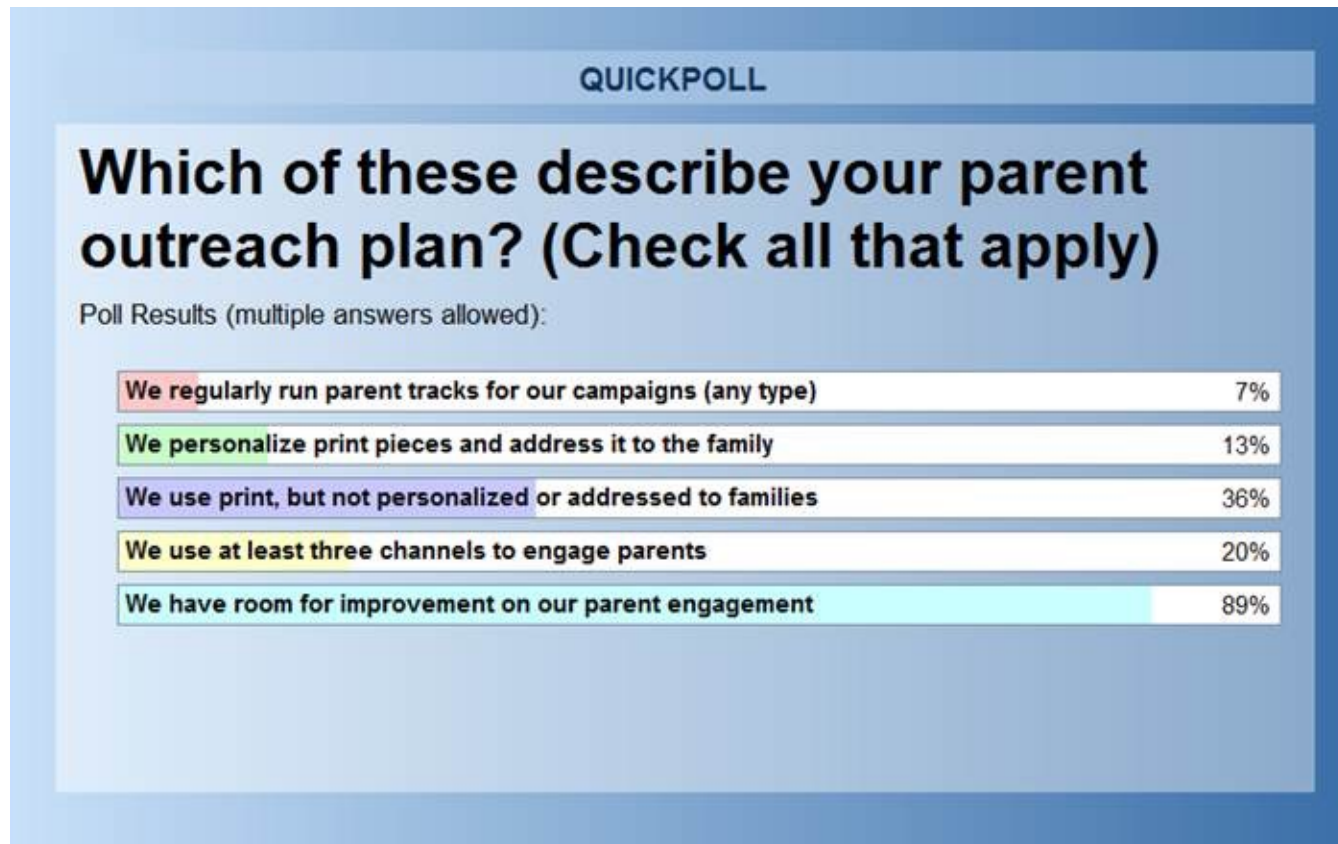 QUICKPOLL
Which of these describe your parent
outreach plan? (Check all that apply)
Poll Results (multiple answers allowed):
We regularly run parent tracks for our campaigns (any type) 7%
We personalize print pieces and address it to the family 13%
We use print, but not personalized or addressed to families 36%
We use at least three channels to engage parents 20%
We have room for improvement on our parent engagement 89%